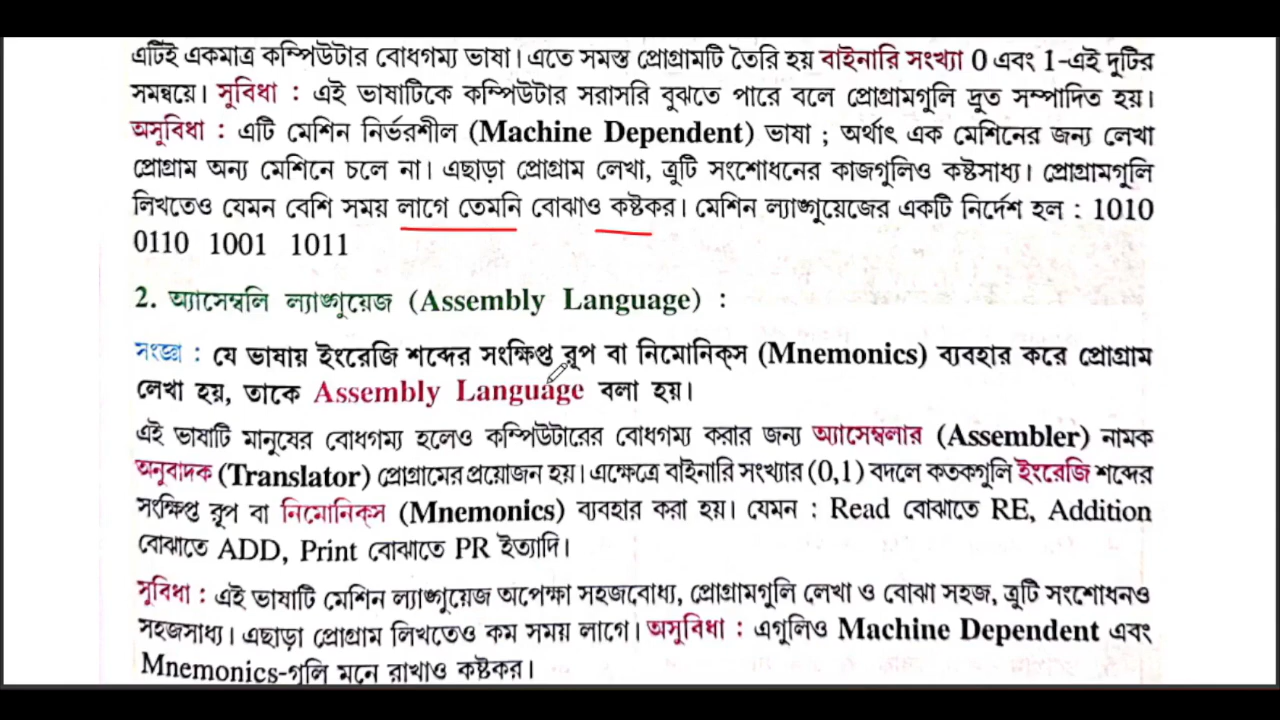 এটিই একমাত্র কম্পিউটার বোধগম্য ভাষা। এতে সমস্ত প্রোগ্রামটি তৈরি হয় বাইনারি সংখ্যা 0 এবং 1-এই দুটির
সমন্বয়ে। সুবিধা : এই ভাষাটিকে কম্পিউটার সরাসরি বুঝতে পারে বলে প্রোগ্রামগুলি দ্রুত সম্পাদিত হয়।
অসুবিধা : এটি মেশিন নির্ভরশীল (Machine Dependent) ভাষা ; অর্থাৎ এক মেশিনের জন্য লেখা
প্রোগ্রাম অন্য মেশিনে চলে না। এছাড়া প্রোগ্রাম লেখা, ত্রুটি সংশোধনের কাজগুলিও কষ্টসাধ্য। প্রোগ্রামগুলি
লিখতেও যেমন বেশি সময় লাগে তেমনি বোঝাও কষ্টকর। মেশিন ল্যাঙ্গুয়েজের একটি নির্দেশ হল : 1010
0110 1001 1011
2. অ্যাসেম্বলি ল্যাঙ্গুয়েজ (Assembly Language) :
সংজ্ঞা : যে ভাষায় ইংরেজি শব্দের সংক্ষিপ্ত রূপ বা নিমোনিক্‌স (Mnemonics) ব্যবহার করে প্রোগ্রাম
লেখা হয়, তাকে Assembly Language বলা হয়।
এই ভাষাটি মানুষের বোধগম্য হলেও কম্পিউটারের বোধগম্য করার জন্য অ্যাসেম্বলার (Assembler) নামক
অনুবাদক (Translator) প্রোগ্রামের প্রয়োজন হয়। এক্ষেত্রে বাইনারি সংখ্যার (0,1) বদলে কতকগুলি ইংরেজি শব্দের
সংক্ষিপ্ত রূপ বা নিমোনিক্‌স (Mnemonics) ব্যবহার করা হয়। যেমন : Read বোঝাতে RE, Addition
বোঝাতে ADD, Print বোঝাতে PR ইত্যাদি।
সুবিধা : এই ভাষাটি মেশিন ল্যাঙ্গুয়েজ অপেক্ষা সহজবোধ্য, প্রোগ্রামগুলি লেখা ও বোঝা সহজ, ত্রুটি সংশোধনও
সহজসাধ্য। এছাড়া প্রোগ্রাম লিখতেও কম সময় লাগে। অসুবিধা : এগুলিও Machine Dependent এবং
Mnemonics-গুলি মনে রাখাও কষ্টকর।